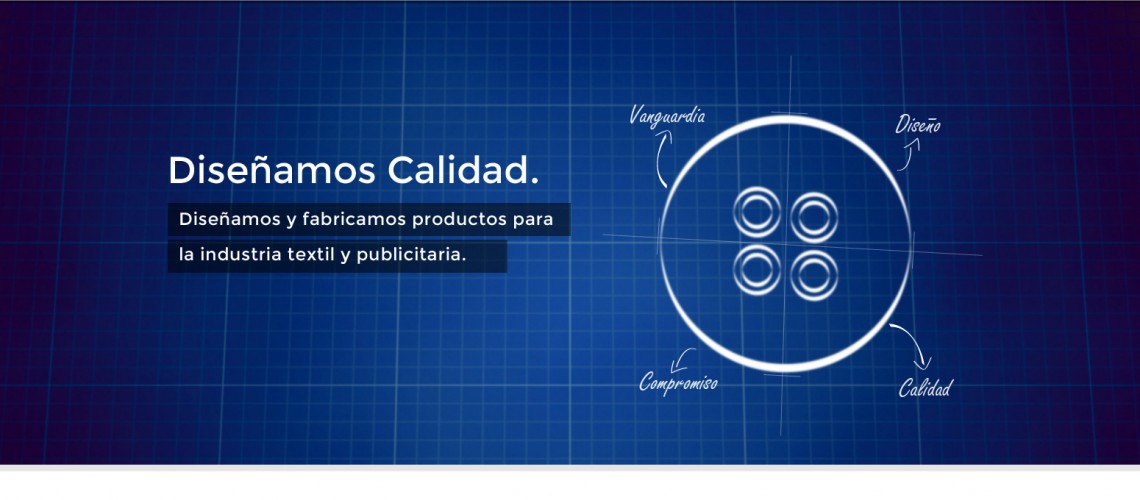 Diseñamos Calidad.
Diseñamos y fabricamos productos para
la industria textil y publicitaria.
Vanguardia
Diseño
Compromiso
Calidad